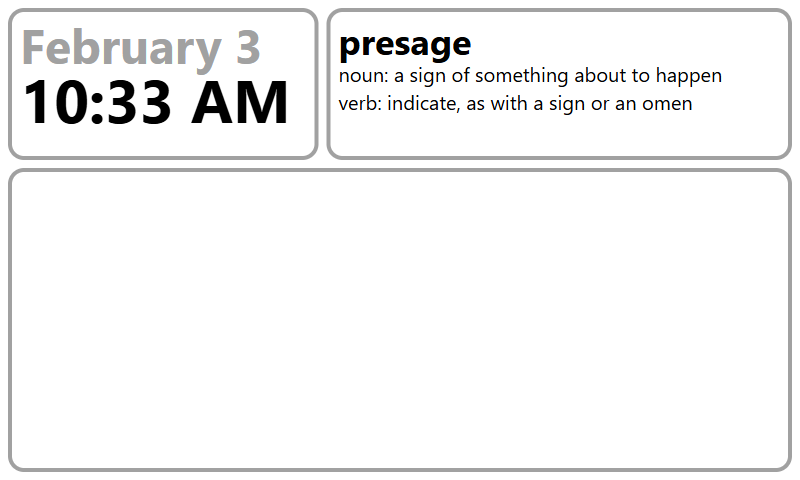 February 3
10:33 AM
presage
noun: a sign of something about to happen
verb: indicate, as with a sign or an omen